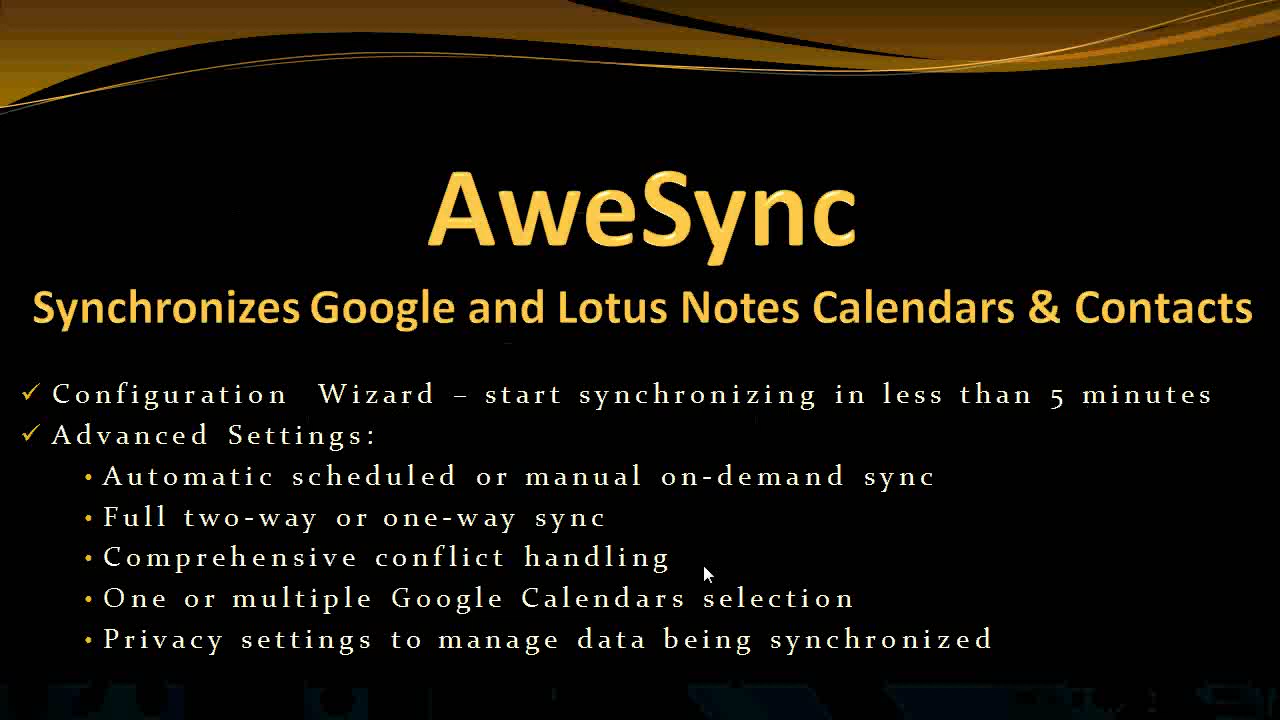 AweSync
Synchronizes Google and Lotus Notes Calendars & Contacts
✓ Configuration Wizard – start synchronizing in less than 5 minutes
✓ Advanced Settings:
• Automatic scheduled or manual on-demand sync
• Full two-way or one-way sync
• Comprehensive conflict handling
• One or multiple Google Calendars selection
• Privacy settings to manage data being synchronized